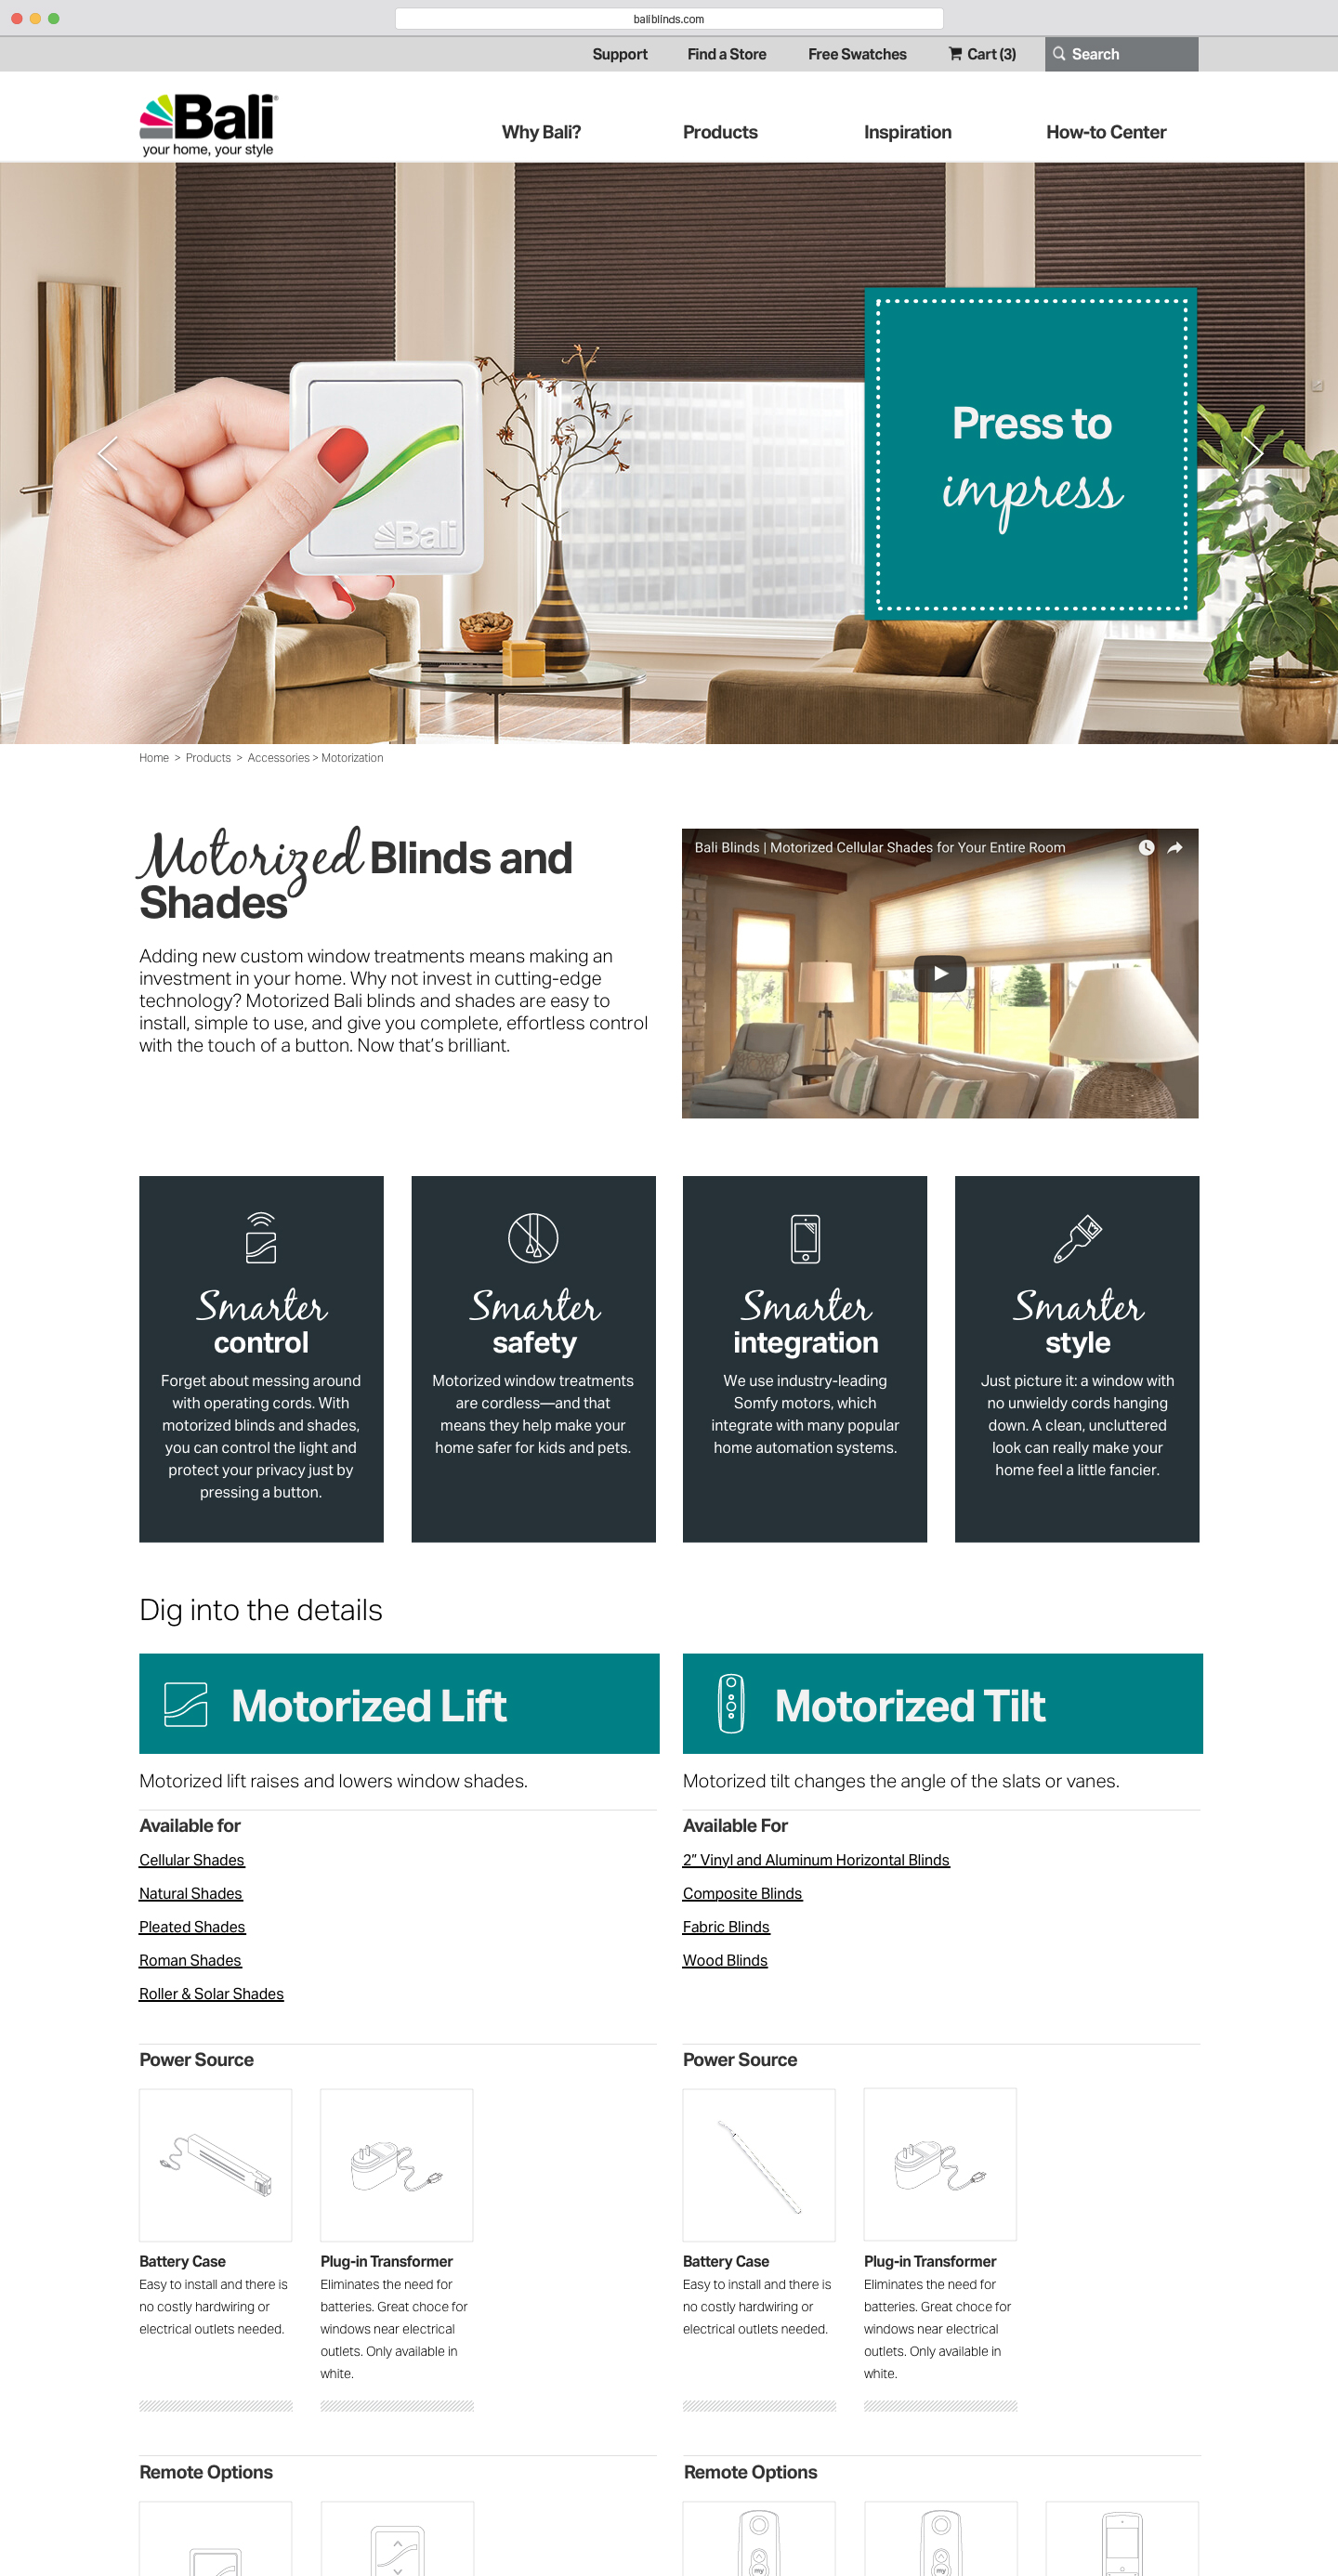 baliblinds.com
Support
Find a Store
Free Swatches
Cart (3)
Search
Bali
your home, your style
Why Bali?
Products
Inspiration
How-to Center
Press to
impress
Bali
Home > Products > Accessories > Motorization
Motorized Blinds and
Shades
Adding new custom window treatments means making an
investment in your home. Why not invest in cutting-edge
technology? Motorized Bali blinds and shades are easy to
install, simple to use, and give you complete, effortless control
with the touch of a button. Now that’s brilliant.
Bali Blinds | Motorized Cellular Shades for Your Entire Room
Smarter
control
Forget about messing around
with operating cords. With
motorized blinds and shades,
you can control the light and
protect your privacy just by
pressing a button.
Smarter
safety
Motorized window treatments
are cordless—and that
means they help make your
home safer for kids and pets.
Smarter
integration
We use industry-leading
Somfy motors, which
integrate with many popular
home automation systems.
Smarter
style
Just picture it: a window with
no unwieldy cords hanging
down. A clean, uncluttered
look can really make your
home feel a little fancier.
Dig into the details
Motorized Lift
Motorized lift raises and lowers window shades.
Available for
Cellular Shades
Natural Shades
Pleated Shades
Roman Shades
Roller & Solar Shades
Power Source
Battery Case
Easy to install and there is
no costly hardwiring or
electrical outlets needed.
Plug-in Transformer
Eliminates the need for
batteries. Great choce for
windows near electrical
outlets. Only available in
white.
Remote Options
Motorized Tilt
Motorized tilt changes the angle of the slats or vanes.
Available For
2” Vinyl and Aluminum Horizontal Blinds
Composite Blinds
Fabric Blinds
Wood Blinds
Power Source
Battery Case
Easy to install and there is
no costly hardwiring or
electrical outlets needed.
Plug-in Transformer
Eliminates the need for
batteries. Great choce for
windows near electrical
outlets. Only available in
white.
Remote Options
my
my